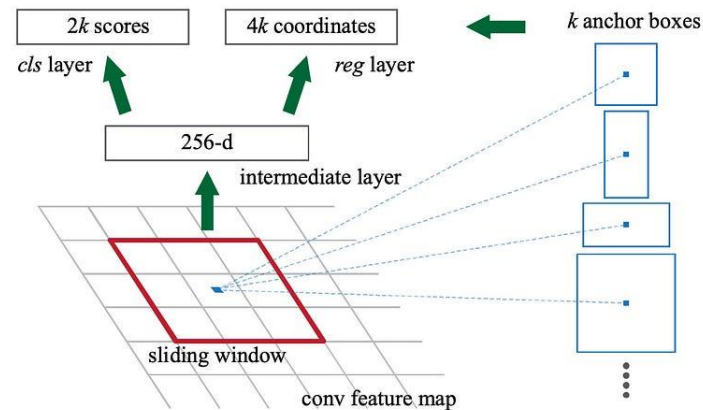 2k scores
4k coordinates
k anchor boxes
cls layer
reg layer
256-d
intermediate layer
sliding window
conv feature map